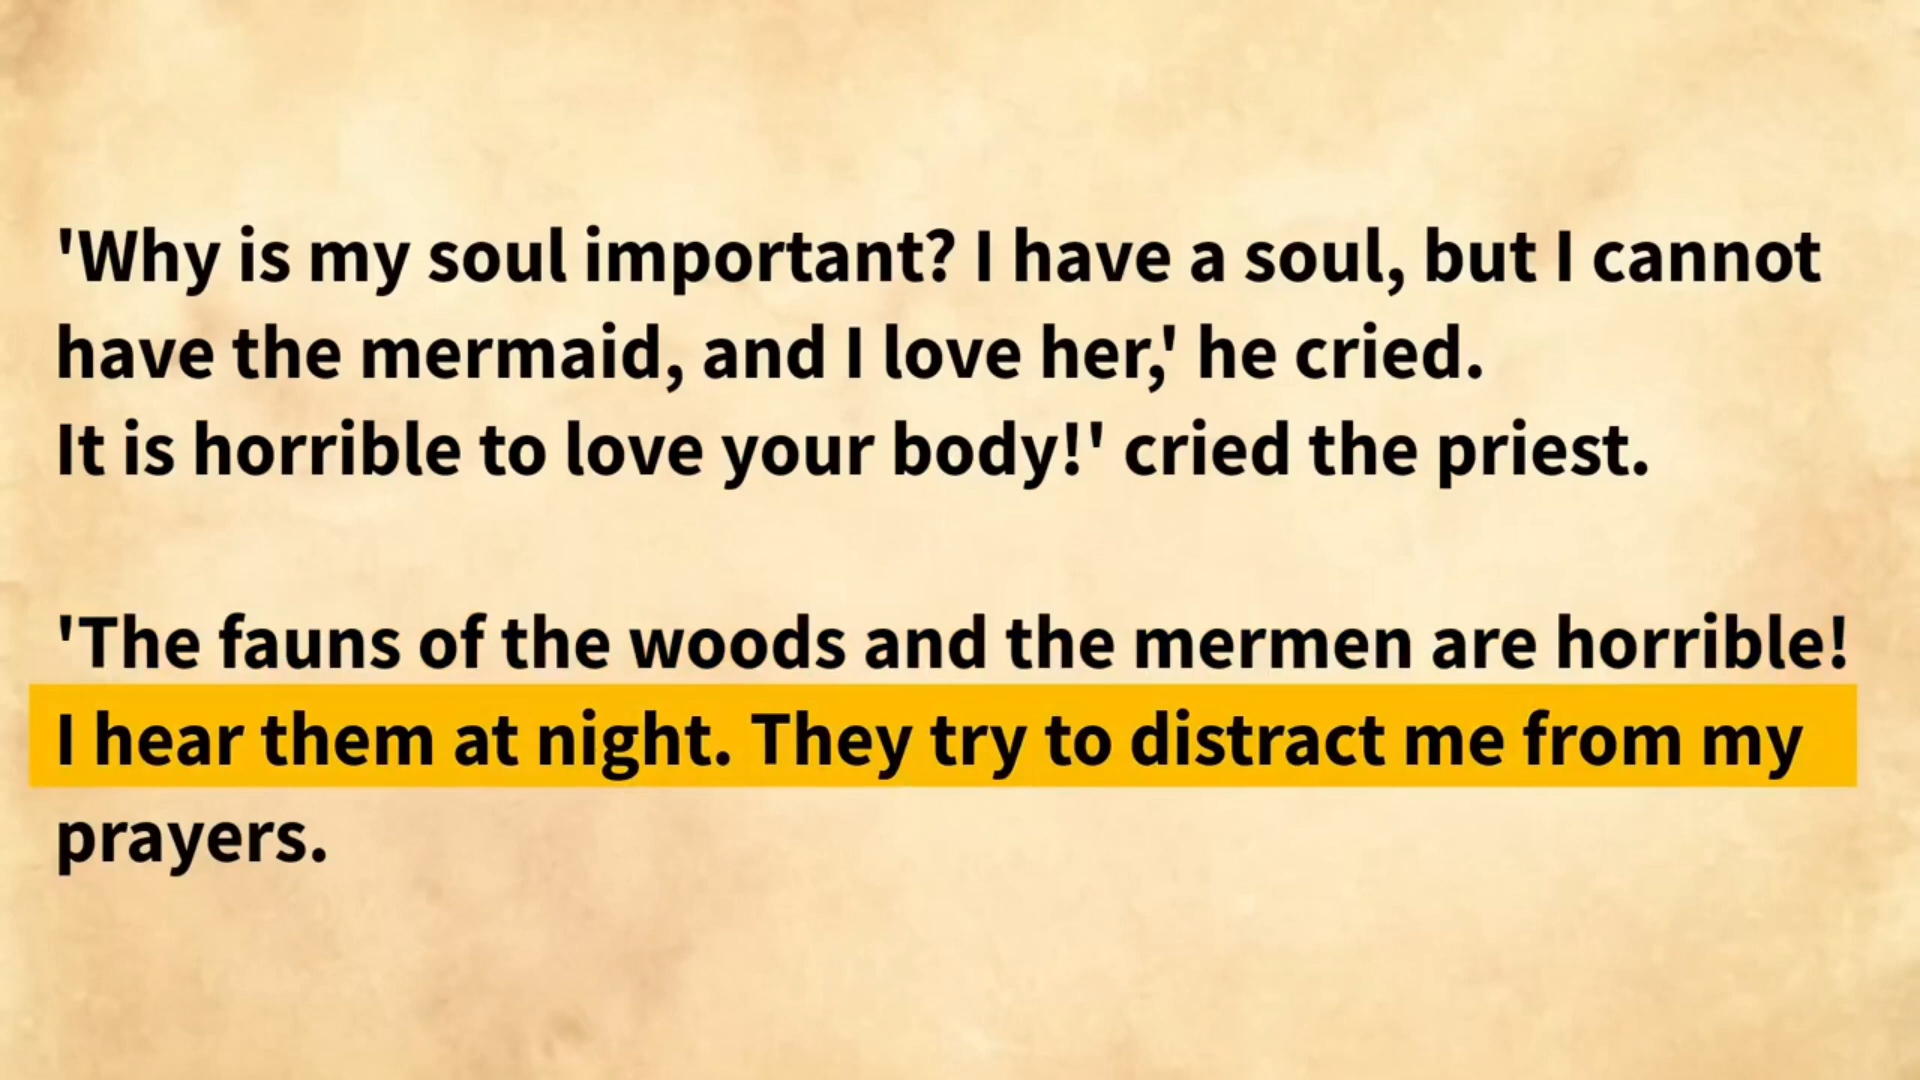 'Why is my soul important? I have a soul, but I cannot
have the mermaid, and I love her,' he cried.
It is horrible to love your body!' cried the priest.
'The fauns of the woods and the mermen are horrible!
I hear them at night. They try to distract me from my
prayers.